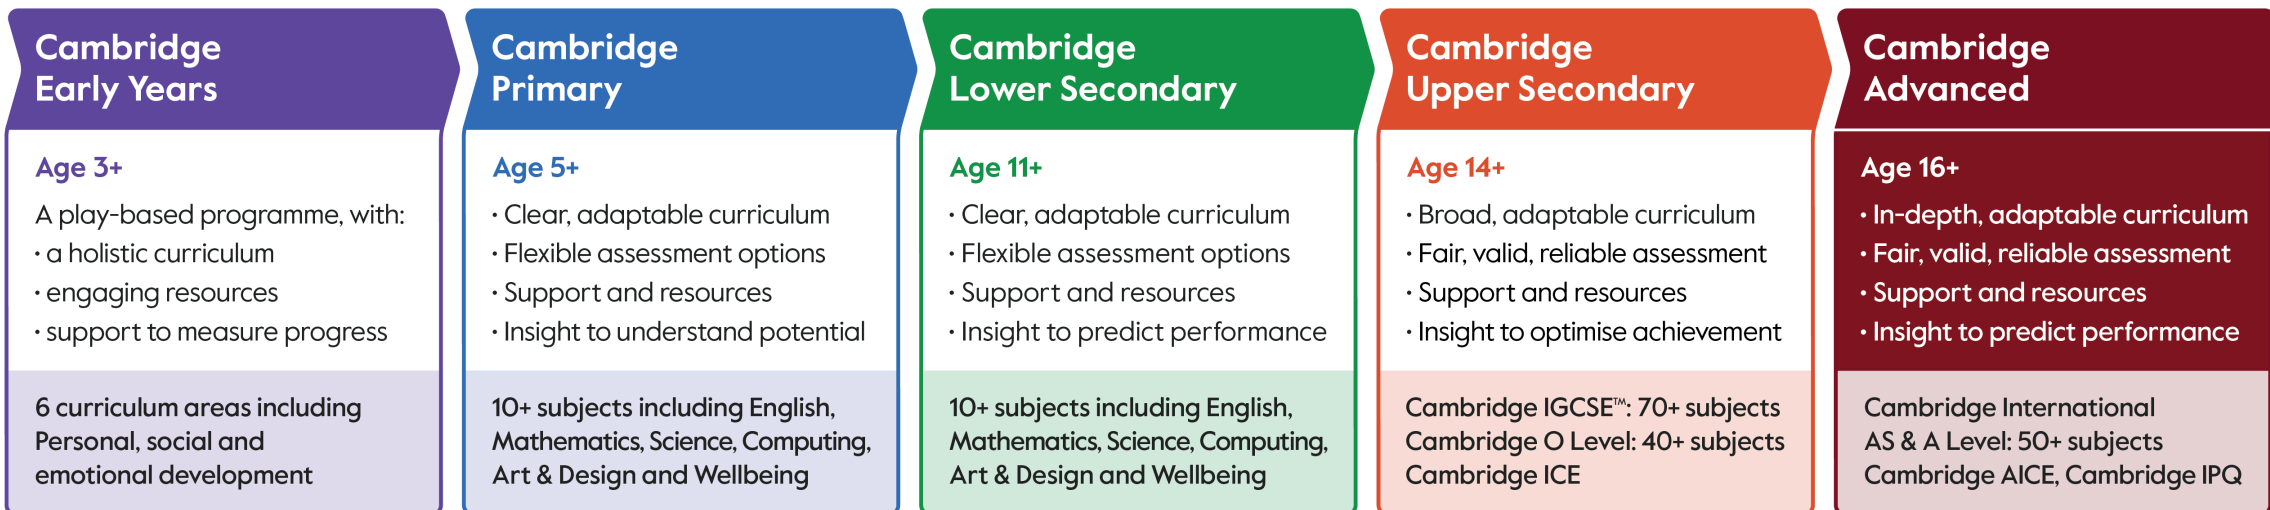 Cambridge
Early Years
Age 3+
A play-based programme, with:
· a holistic curriculum
· engaging resources
· support to measure progress
6 curriculum areas including
Personal, social and
emotional development
Cambridge
Primary
Age 5+
· Clear, adaptable curriculum
· Flexible assessment options
· Support and resources
· Insight to understand potential
10+ subjects including English,
Mathematics, Science, Computing,
Art & Design and Wellbeing
Cambridge
Lower Secondary
Age 11+
· Clear, adaptable curriculum
· Flexible assessment options
· Support and resources
· Insight to predict performance
10+ subjects including English,
Mathematics, Science, Computing,
Art & Design and Wellbeing
Cambridge
Upper Secondary
Age 14+
· Broad, adaptable curriculum
· Fair, valid, reliable assessment
· Support and resources
· Insight to optimise achievement
Cambridge IGCSE™: 70+ subjects
Cambridge O Level: 40+ subjects
Cambridge ICE
Cambridge
Advanced
Age 16+
· In-depth, adaptable curriculum
· Fair, valid, reliable assessment
· Support and resources
· Insight to predict performance
Cambridge International
AS & A Level: 50+ subjects
Cambridge AICE, Cambridge IPQ